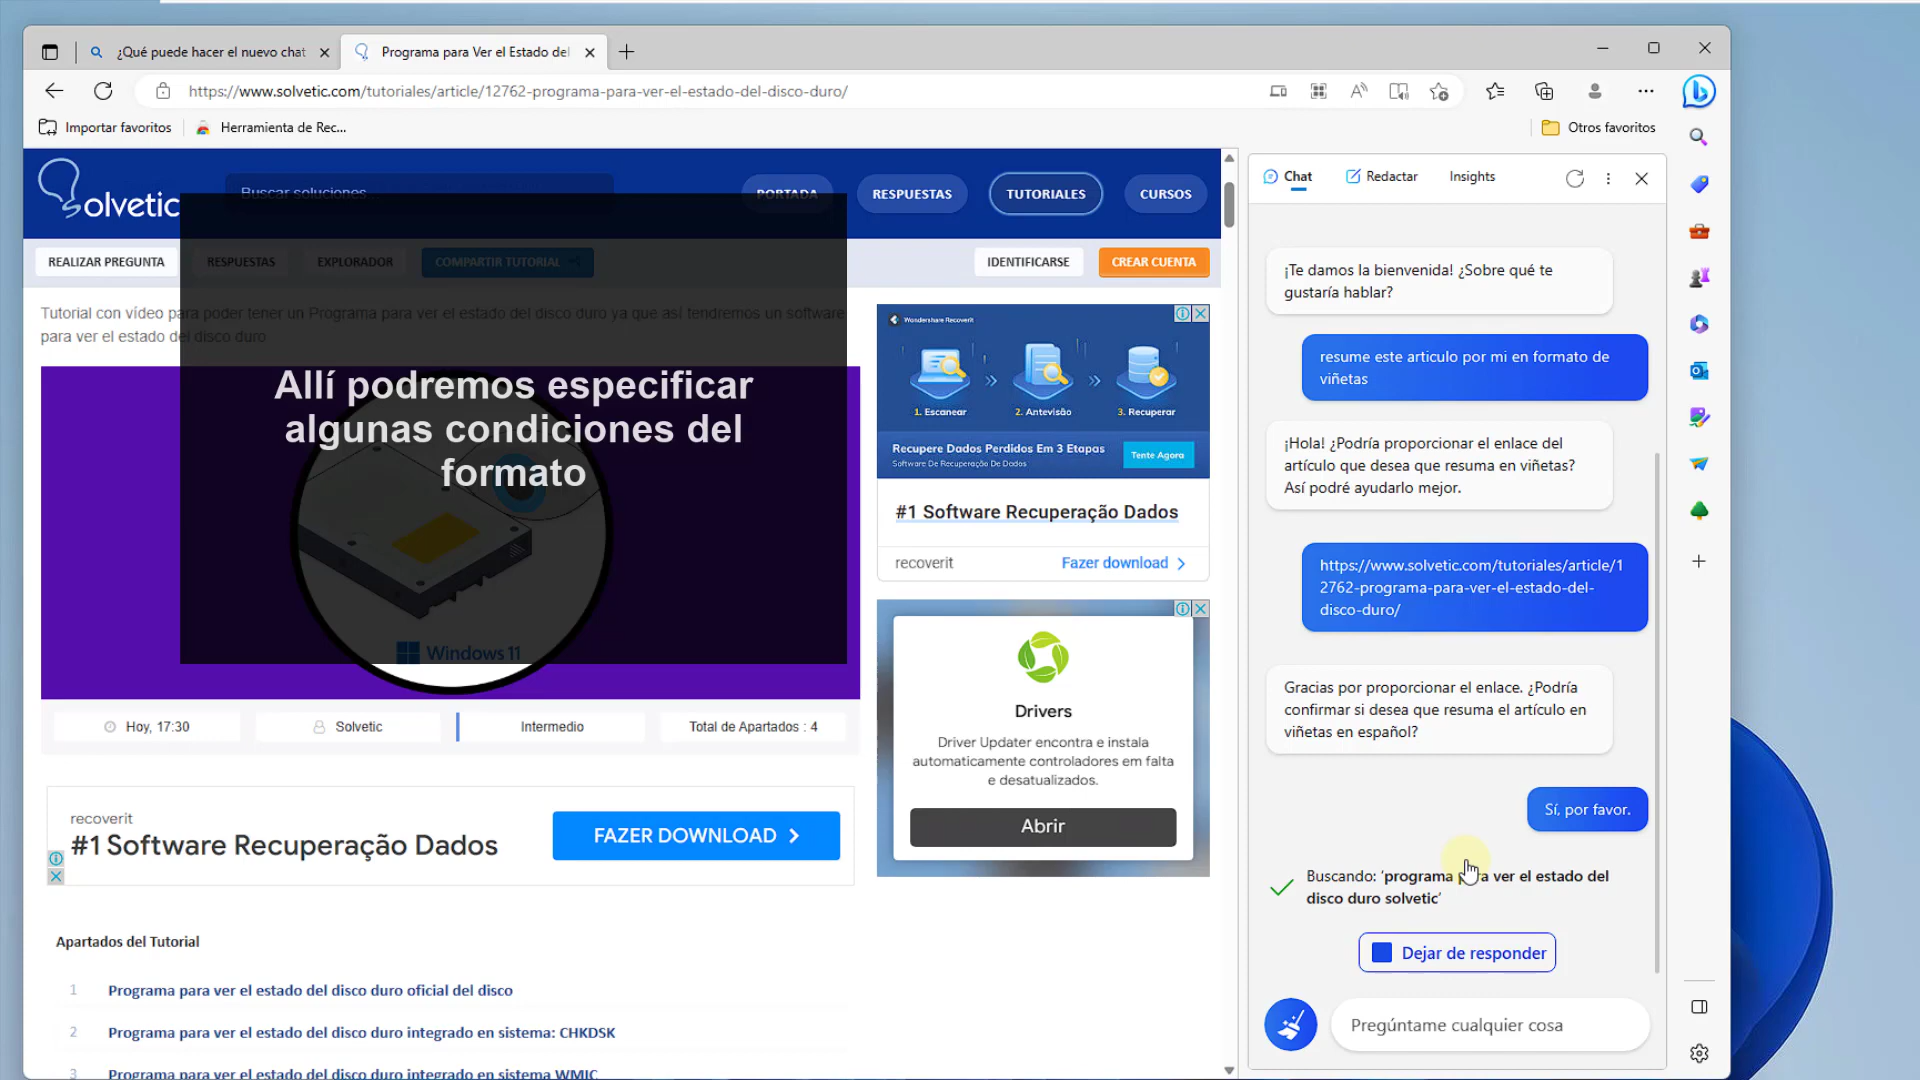 ¿Qué puede hacer el nuevo chat
Programa para Ver el Estado del
https://www.solvetic.com/tutoriales/article/12762-programa-para-ver-el-estado-del-disco-duro/
Importar favoritos
Herramienta de Rec...
Otros favoritos
olvetic
Buscar soluciones
PORTADA
RESPUESTAS
TUTORIALES
CURSOS
REALIZAR PREGUNTA
RESPUESTAS
EXPLORADOR
COMPARTIR TUTORIAL
IDENTIFICARSE
CREAR CUENTA
Tutorial con vídeo para poder tener un Programa para ver el estado del disco duro ya que así tendremos un software
para ver el estado del disco duro
Allí podremos especificar
algunas condiciones del
formato
Windows 11
Hoy, 17:30
Solvetic
Intermedio
Total de Apartados : 4
recoverit
#1 Software Recuperação Dados
FAZER DOWNLOAD
Apartados del Tutorial
1 Programa para ver el estado del disco duro oficial del disco
2 Programa para ver el estado del disco duro integrado en sistema: CHKDSK
3 Programa para ver el estado del disco duro integrado en sistema WMIC
Wondershare Recoverit
1. Escanear
2. Antevisão
3. Recuperar
Recupere Dados Perdidos Em 3 Etapas
Software De Recuperação De Dados
Tente Agora
#1 Software Recuperação Dados
recoverit
Fazer download
Drivers
Driver Updater encontra e instala
automaticamente controladores em falta
e desatualizados.
Abrir
Chat
Redactar
Insights
¡Te damos la bienvenida! ¿Sobre qué te
gustaría hablar?
resume este articulo por mi en formato de
viñetas
¡Hola! ¿Podría proporcionar el enlace del
artículo que desea que resuma en viñetas?
Así podré ayudarlo mejor.
https://www.solvetic.com/tutoriales/article/1
2762-programa-para-ver-el-estado-del-
disco-duro/
Gracias por proporcionar el enlace. ¿Podría
confirmar si desea que resuma el artículo en
viñetas en español?
Sí, por favor.
Buscando: 'programa para ver el estado del
disco duro solvetic'
Dejar de responder
Pregúntame cualquier cosa